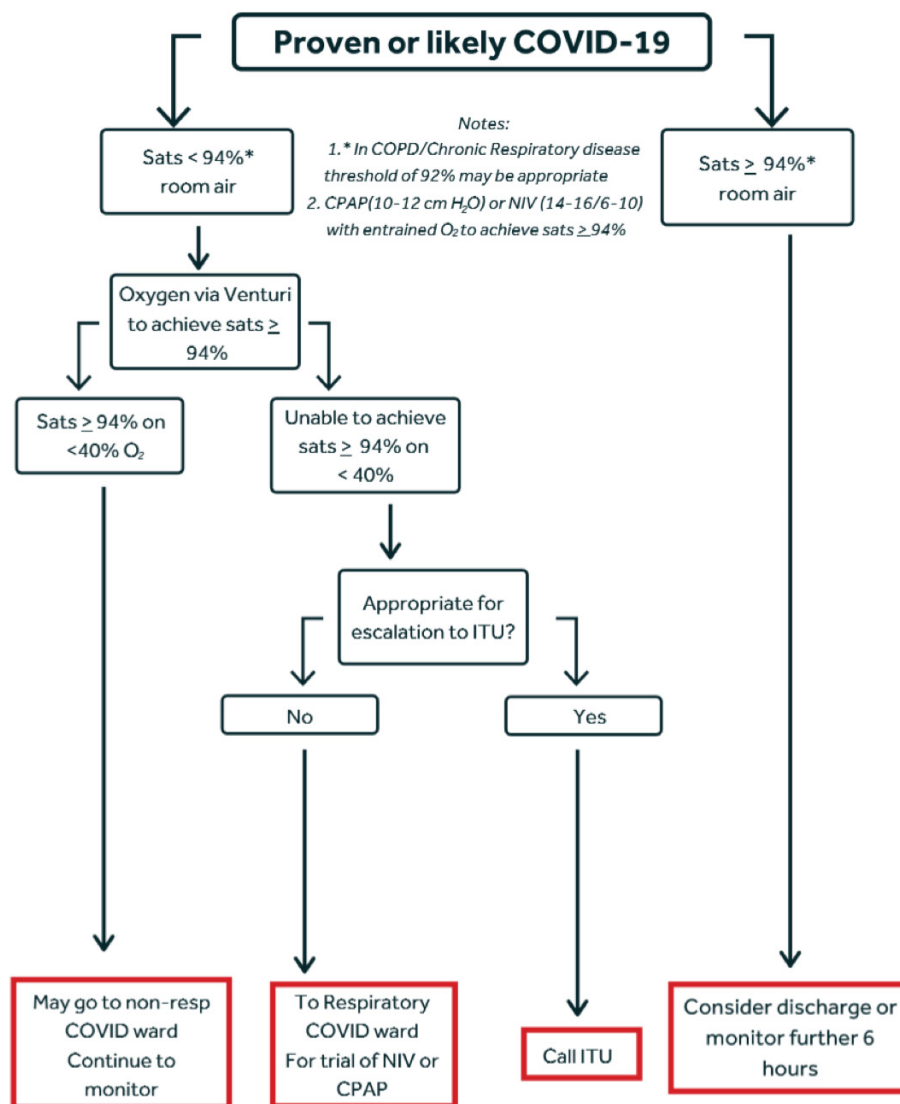 Proven or likely COVID-19
Sats < 94%*
room air
Notes:
1.* In COPD/Chronic Respiratory disease
threshold of 92% may be appropriate
2. CPAP(10-12 cm H₂O) or NIV (14-16/6-10)
with entrained O₂ to achieve sats ≥ 94%
Sats ≥ 94%*
room air
Oxygen via Venturi
to achieve sats ≥
94%
Sats ≥ 94% on
<40% O₂
Unable to achieve
sats ≥ 94% on
< 40%
Appropriate for
escalation to ITU?
No
Yes
May go to non-resp
COVID ward
Continue to
monitor
To Respiratory
COVID ward
For trial of NIV or
CPAP
Call ITU
Consider discharge or
monitor further 6
hours